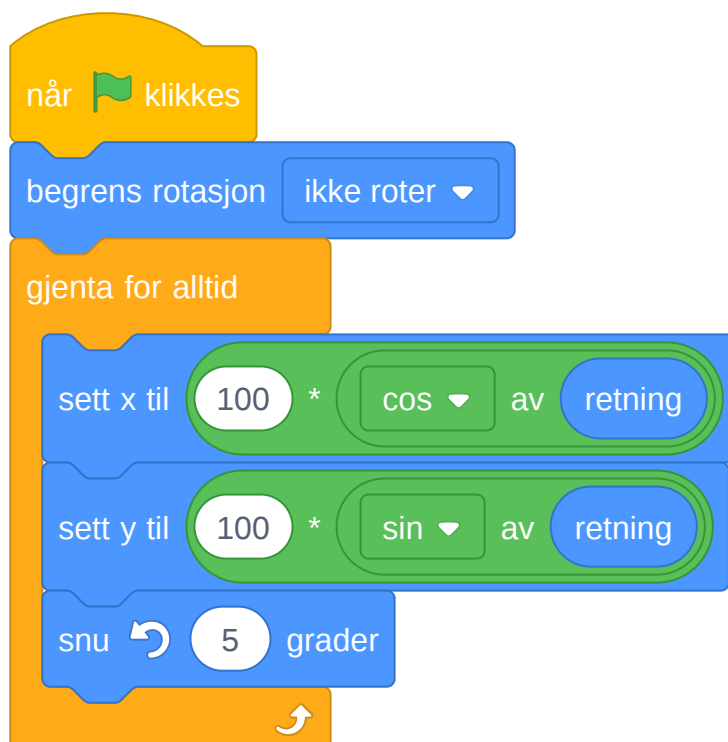 når klikkes
begrens rotasjon ikke roter
gjenta for alltid
sett x til 100 * cos av retning
sett y til 100 * sin av retning
snu 5 grader